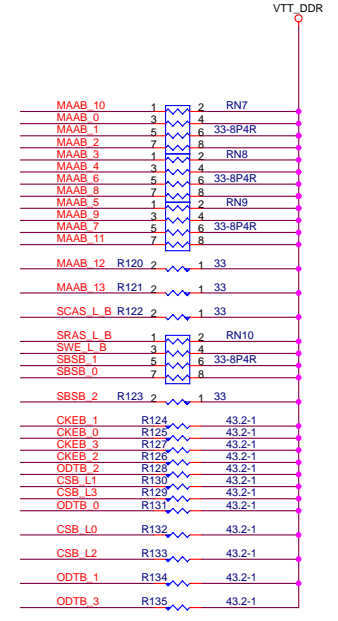 VTT_DDR
MAAB_10 1 2 RN7
MAAB_0 3 4
MAAB_1 5 6 33-8P4R
MAAB_2 7 8
MAAB_3 1 2 RN8
MAAB_4 3 4
MAAB_6 5 6 33-8P4R
MAAB_8 7 8
MAAB_5 1 2 RN9
MAAB_9 3 4
MAAB_7 5 6 33-8P4R
MAAB_11 7 8
MAAB_12 R120 2 1 33
MAAB_13 R121 2 1 33
SCAS_L_B R122 2 1 33
SRAS_L_B 1 2 RN10
SWE_L_B 3 4
SBSB_1 5 6 33-8P4R
SBSB_0 7 8
SBSB_2 R123 2 1 33
CKEB_1 R124 43.2-1
CKEB_0 R125 43.2-1
CKEB_3 R127 43.2-1
CKEB_2 R126 43.2-1
ODTB_2 R128 43.2-1
CSB_L1 R130 43.2-1
CSB_L3 R129 43.2-1
ODTB_0 R131 43.2-1
CSB_L0 R132 43.2-1
CSB_L2 R133 43.2-1
ODTB_1 R134 43.2-1
ODTB_3 R135 43.2-1